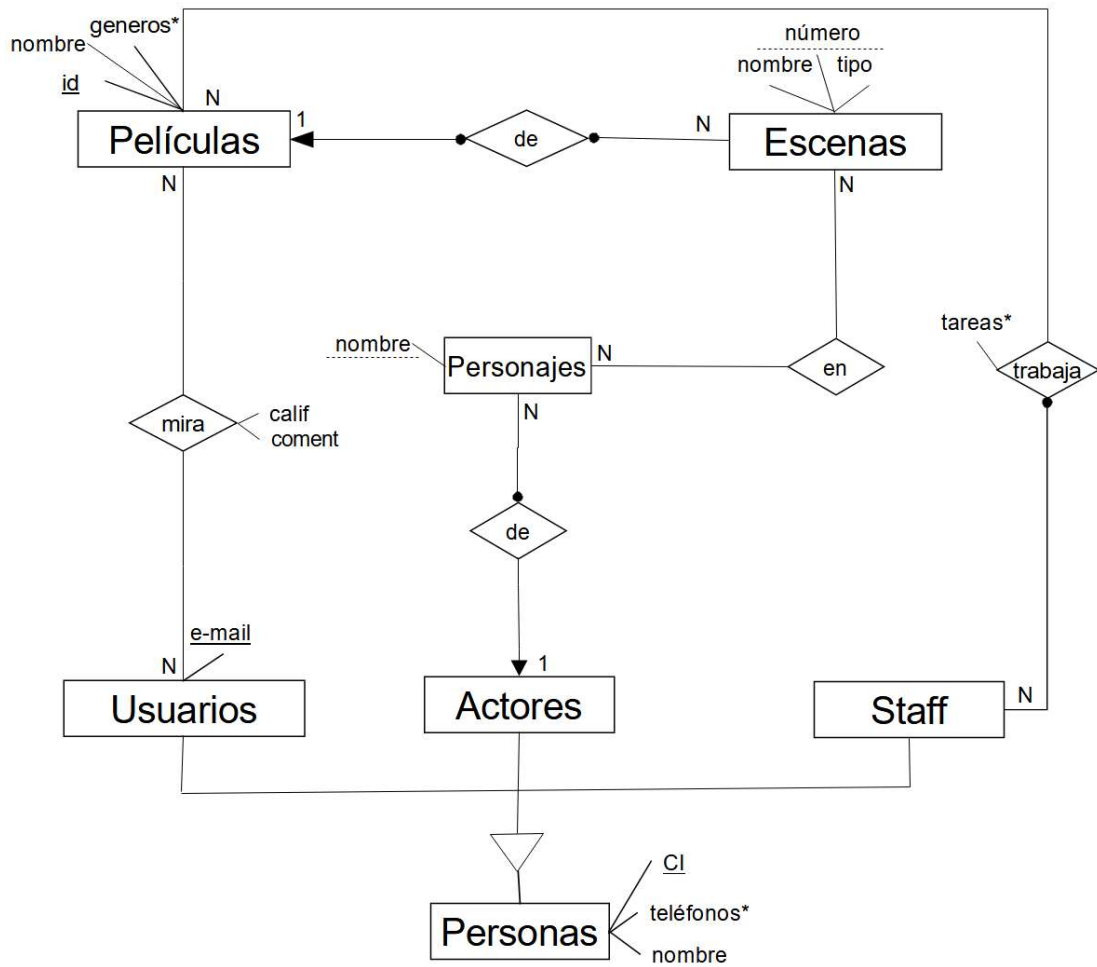 generos*
nombre
id
N
Películas
N
1
de
N
número
nombre
tipo
Escenas
N
nombre
Personajes
N
N
en
tareas*
trabaja
mira
calif
coment
de
e-mail
N
Usuarios
1
Actores
Staff
N
CI
teléfonos*
nombre
Personas